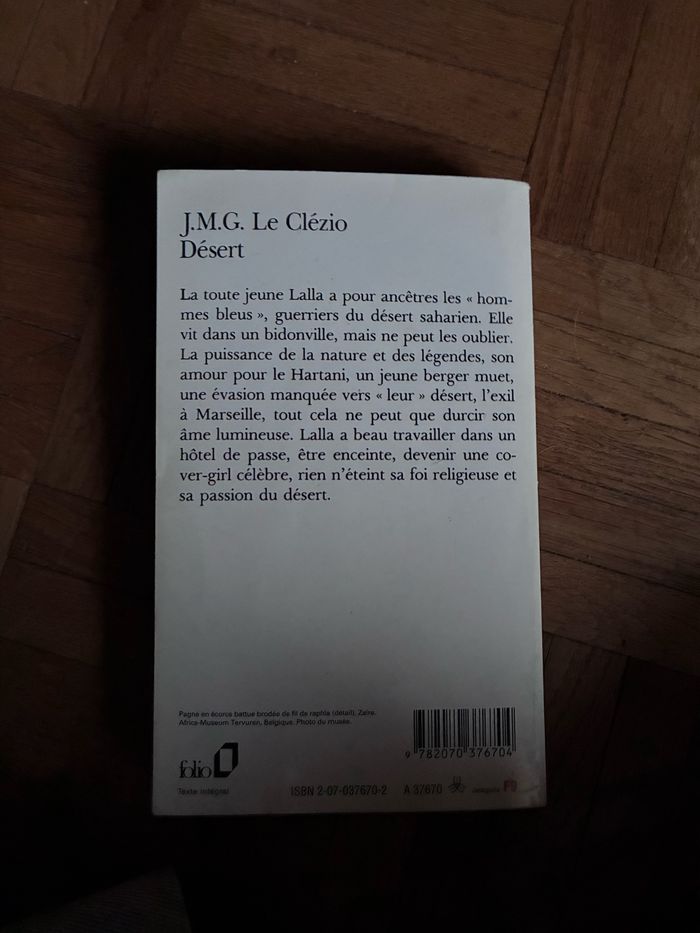 J.M.G. Le Clézio
Désert
La toute jeune Lalla a pour ancêtres les « hom-
mes bleus », guerriers du désert saharien. Elle
vit dans un bidonville, mais ne peut les oublier.
La puissance de la nature et des légendes, son
amour pour le Hartani, un jeune berger muet,
une évasion manquée vers « leur » désert, l'exil
à Marseille, tout cela ne peut que durcir son
âme lumineuse. Lalla a beau travailler dans un
hôtel de passe, être enceinte, devenir une co-
ver-girl célèbre, rien n'éteint sa foi religieuse et
sa passion du désert.
Pagne en écorce battue brodée de fil de raphia (détail), Zaïre.
Africa-Museum Tervuren, Belgique. Photo du musée.
9 782070 376704
folio
Texte intégral
ISBN 2-07-037670-2 A 37670